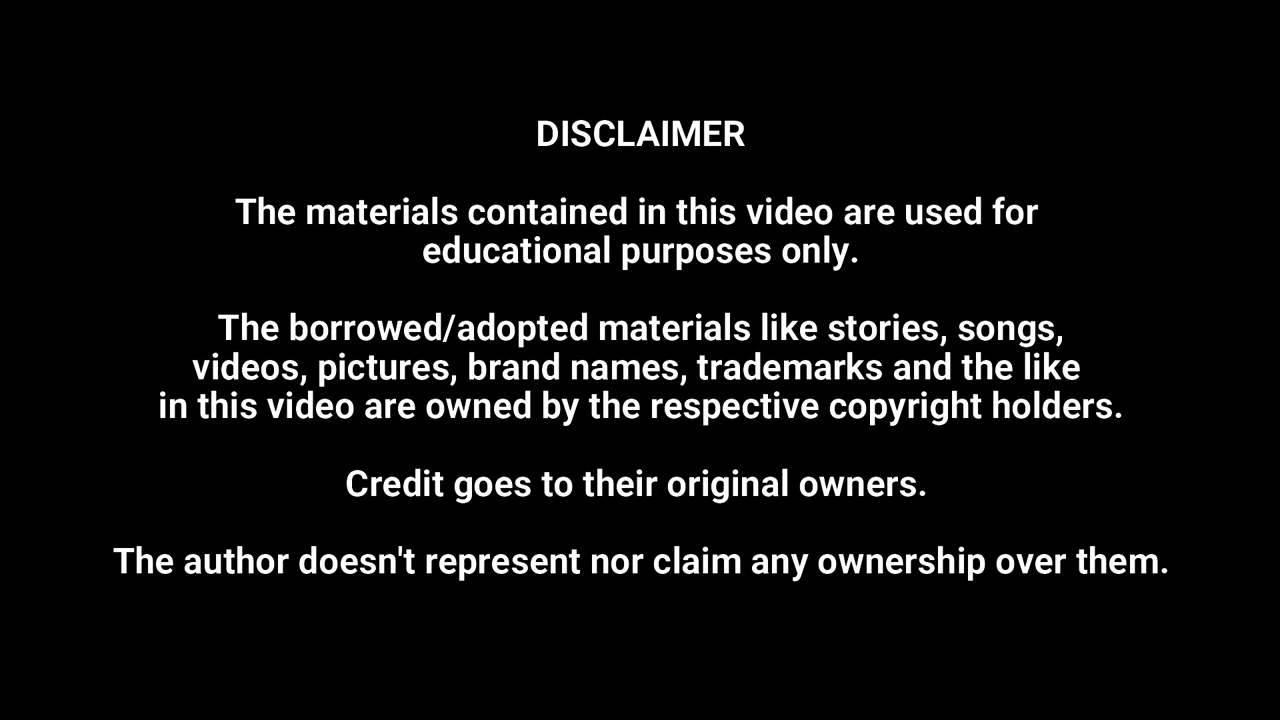 DISCLAIMER
The materials contained in this video are used for
educational purposes only.
The borrowed/adopted materials like stories, songs,
videos, pictures, brand names, trademarks and the like
in this video are owned by the respective copyright holders.
Credit goes to their original owners.
The author doesn't represent nor claim any ownership over them.